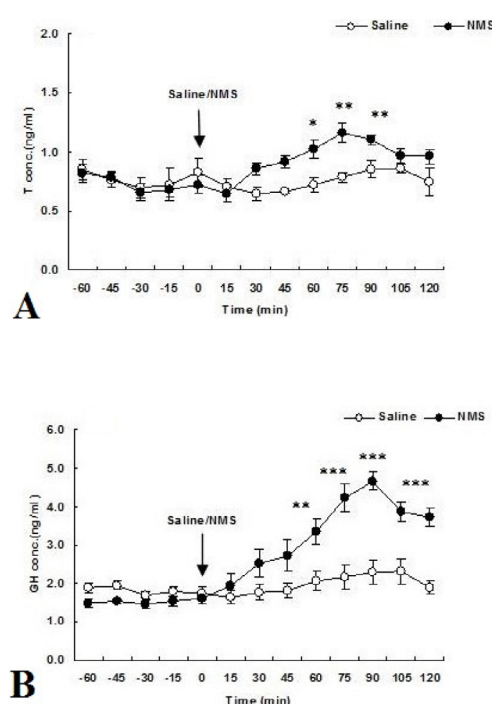 Saline NMS
2.0
Saline/NMS
* ** **
1.5
T conc.(ng/ml)
1.0
0.5
0.0
-60 -45 -30 -15 0 15 30 45 60 75 90 105 120
Time (min)
A
Saline NMS
6.0
*** *** ***
5.0
**
Saline/NMS
4.0
GH conc.(ng/ml)
3.0
2.0
1.0
0.0
-60 -45 -30 -15 0 15 30 45 60 75 90 105 120
Time (min)
B